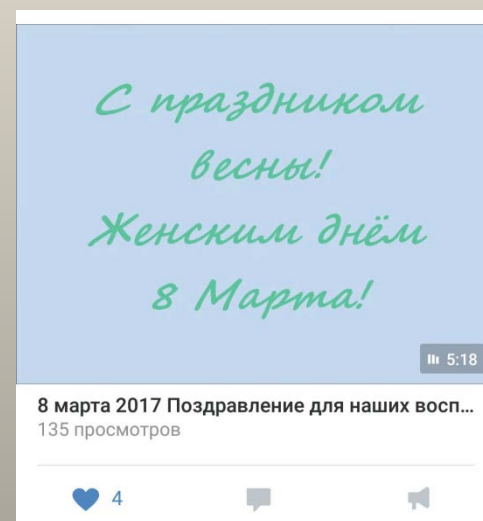 С праздником
весны!
Женским днём
8 Марта!
5:18
8 марта 2017 Поздравление для наших восп...
135 просмотров
4